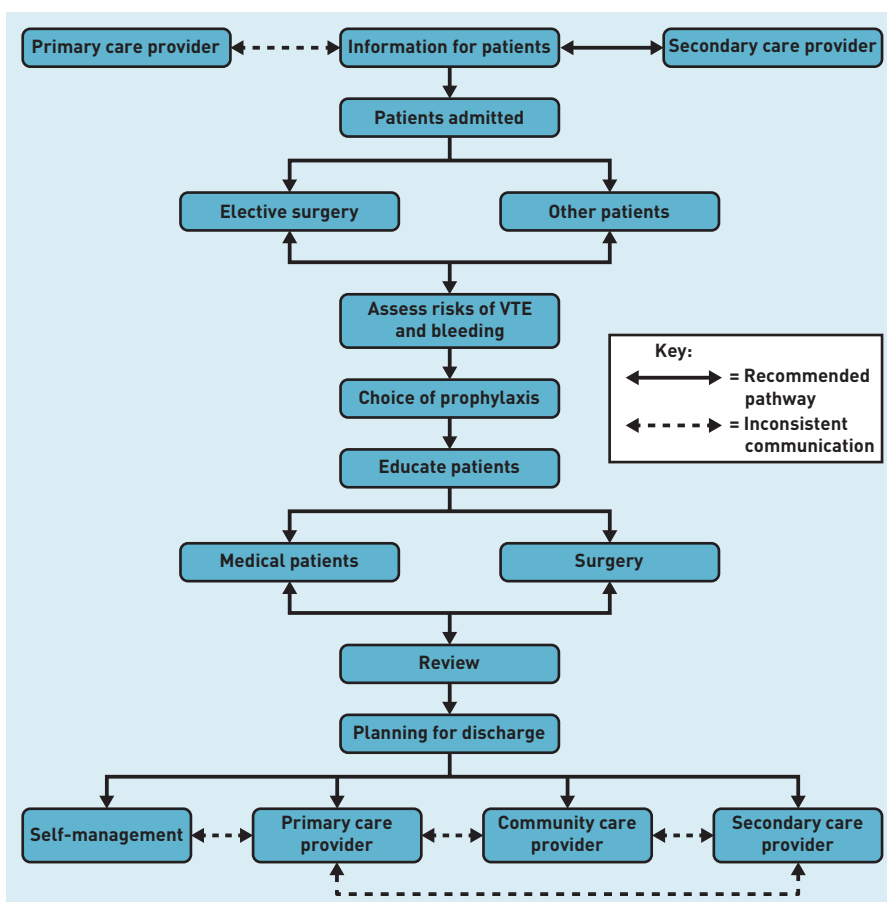 Primary care provider
Information for patients
Secondary care provider
Patients admitted
Elective surgery
Other patients
Assess risks of VTE
and bleeding
Key:
= Recommended
pathway
= Inconsistent
communication
Choice of prophylaxis
Educate patients
Medical patients
Surgery
Review
Planning for discharge
Self-management
Primary care
provider
Community care
provider
Secondary care
provider